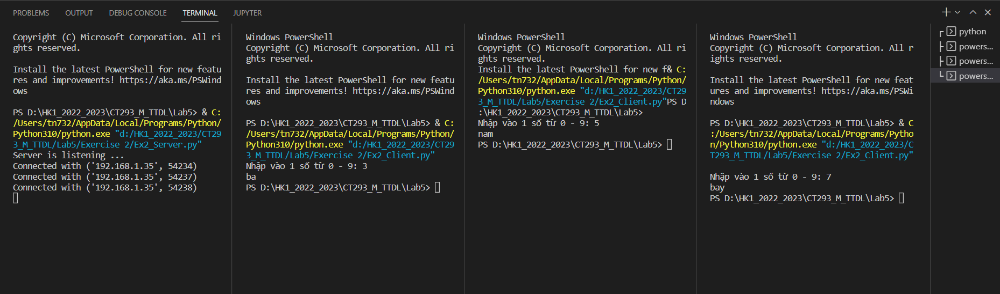 PROBLEMS OUTPUT DEBUG CONSOLE TERMINAL JUPYTER
Copyright (C) Microsoft Corporation. All ri
ghts reserved.
Install the latest PowerShell for new featu
res and improvements! https://aka.ms/PSWind
ows
PS D:\HK1_2022_2023\CT293_M_TTDL\Lab5> & C:
/Users/tn732/AppData/Local/Programs/Python/
Python310/python.exe "d:/HK1_2022_2023/CT29
3_M_TTDL/Lab5/Exercise 2/Ex2_Server.py"
Server is listening ...
Connected with ('192.168.1.35', 54234)
Connected with ('192.168.1.35', 54237)
Connected with ('192.168.1.35', 54238)
Windows PowerShell
Copyright (C) Microsoft Corporation. All ri
ghts reserved.
Install the latest PowerShell for new featu
res and improvements! https://aka.ms/PSWind
ows
PS D:\HK1_2022_2023\CT293_M_TTDL\Lab5> & C:
/Users/tn732/AppData/Local/Programs/Python/
Python310/python.exe "d:/HK1_2022_2023/CT29
3_M_TTDL/Lab5/Exercise 2/Ex2_Client.py"
Nhập vào 1 số từ 0 - 9: 3
ba
PS D:\HK1_2022_2023\CT293_M_TTDL\Lab5>
Windows PowerShell
Copyright (C) Microsoft Corporation. All ri
ghts reserved.
Install the latest PowerShell for new f& C:
/Users/tn732/AppData/Local/Programs/Python/
Python310/python.exe "d:/HK1_2022_2023/CT29
3_M_TTDL/Lab5/Exercise 2/Ex2_Client.py"PS D
:\HK1_2022_2023\CT293_M_TTDL\Lab5>
Nhập vào 1 số từ 0 - 9: 5
nam
PS D:\HK1_2022_2023\CT293_M_TTDL\Lab5>
Windows PowerShell
Copyright (C) Microsoft Corporation. All r
ights reserved.
Install the latest PowerShell for new feat
ures and improvements! https://aka.ms/PSWi
ndows
PS D:\HK1_2022_2023\CT293_M_TTDL\Lab5> & C
:/Users/tn732/AppData/Local/Programs/Pytho
n/Python310/python.exe "d:/HK1_2022_2023/C
T293_M_TTDL/Lab5/Exercise 2/Ex2_Client.py"
Nhập vào 1 số từ 0 - 9: 7
bay
PS D:\HK1_2022_2023\CT293_M_TTDL\Lab5>
python
powers...
powers...
powers...